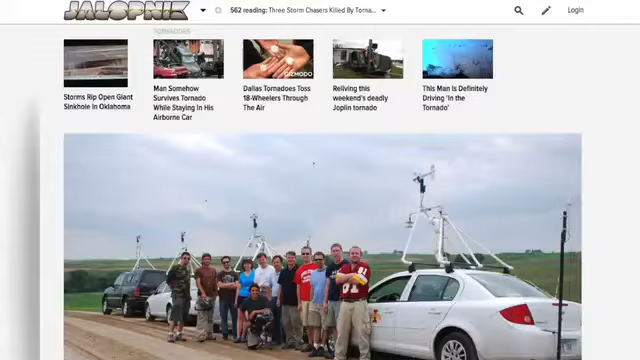 JALOPNIK
562 reading: Three Storm Chasers Killed By Torna...
Login
TORNADOES
Storms Rip Open Giant
Sinkhole In Oklahoma
Man Somehow
Survives Tornado
While Staying In His
Airborne Car
GIZMODO
Dallas Tornadoes Toss
18-Wheelers Through
The Air
Reliving this
weekend's deadly
Joplin tornado
This Man Is Definitely
Driving 'In the
Tornado'
81